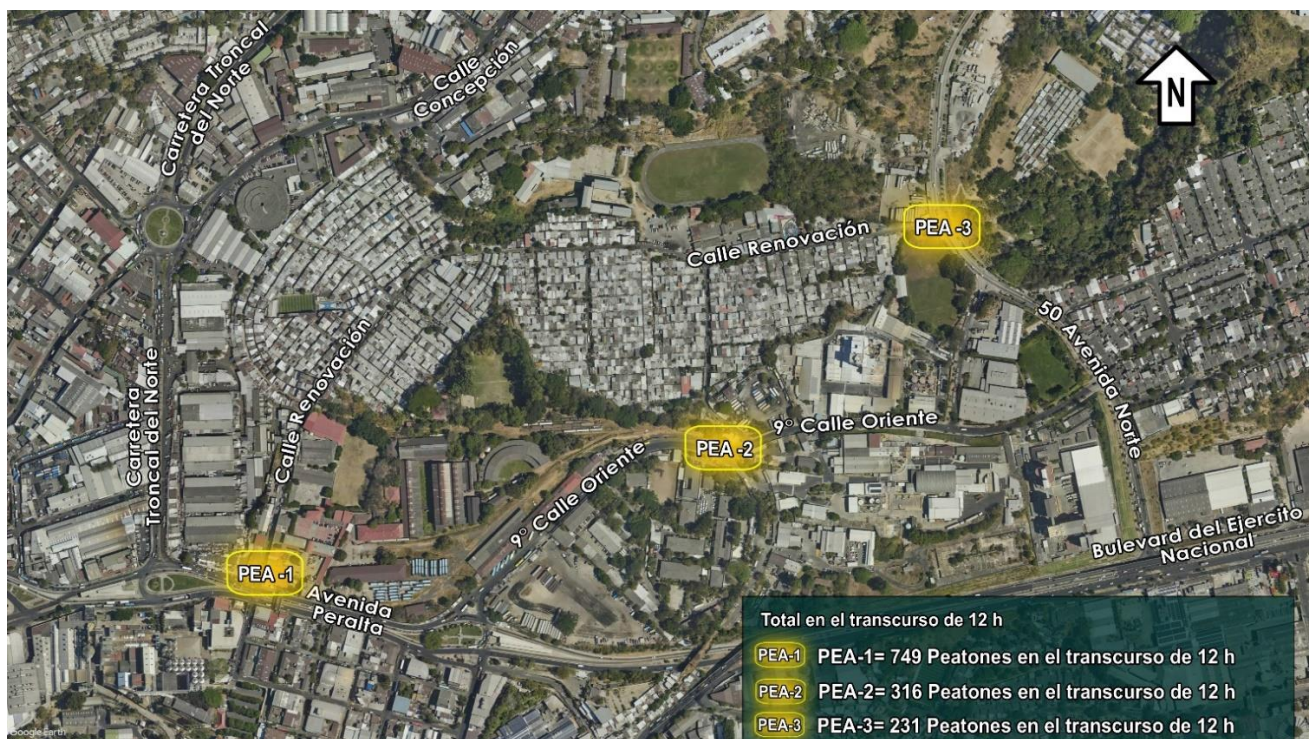 Carretera Troncal
del Norte
Calle
Concepción
N
PEA -3
Calle Renovación
50 Avenida Norte
Calle Renovación
Carretera
Troncal del Norte
9° Calle Oriente
PEA -2
9° Calle Oriente
Bulevard del Ejercito
Nacional
PEA -1
Avenida
Peralta
Total en el transcurso de 12 h
PEA-1 PEA-1= 749 Peatones en el transcurso de 12 h
PEA-2 PEA-2= 316 Peatones en el transcurso de 12 h
PEA-3 PEA-3= 231 Peatones en el transcurso de 12 h
Google Earth